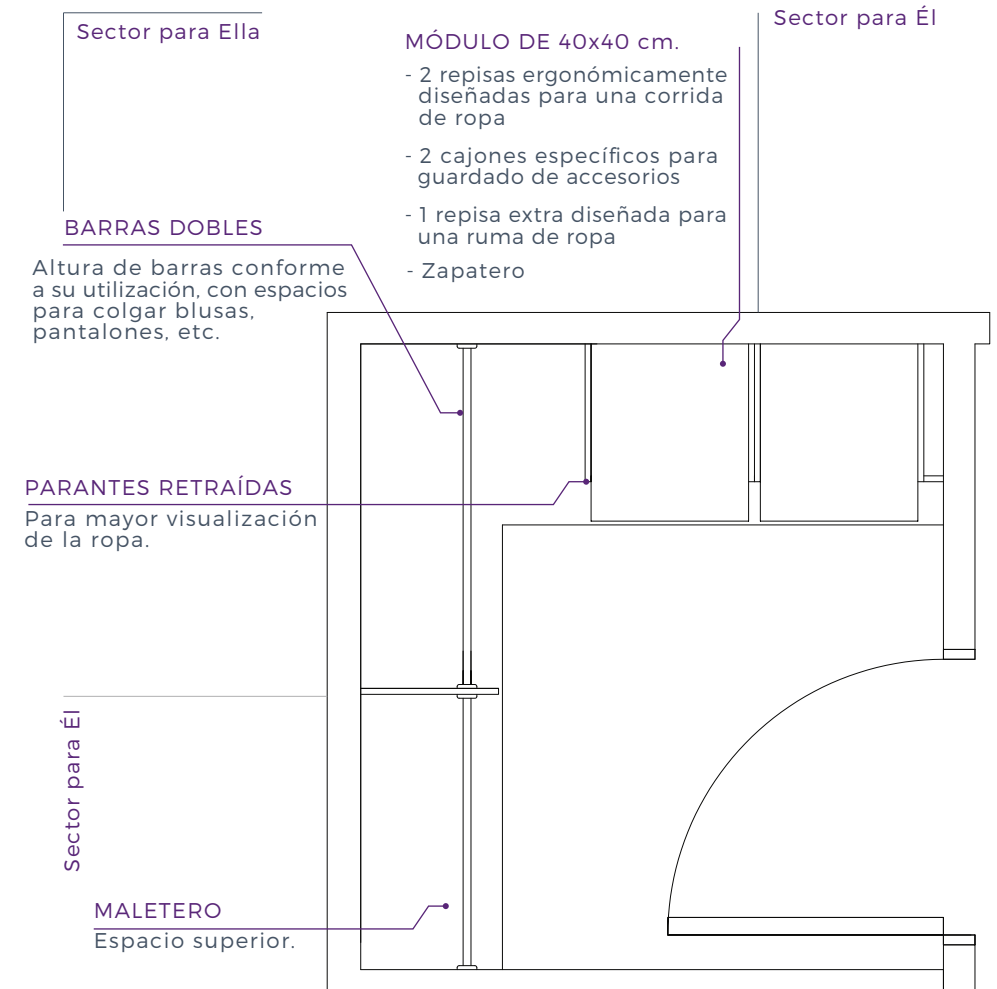 Sector para Ella
Sector para Él
MÓDULO DE 40x40 cm.
- 2 repisas ergonómicamente
diseñadas para una corrida
de ropa
- 2 cajones específicos para
guardado de accesorios
- 1 repisa extra diseñada para
una ruma de ropa
- Zapatero
BARRAS DOBLES
Altura de barras conforme
a su utilización, con espacios
para colgar blusas,
pantalones, etc.
PARANTES RETRAÍDAS
Para mayor visualización
de la ropa.
Sector para Él
MALETERO
Espacio superior.